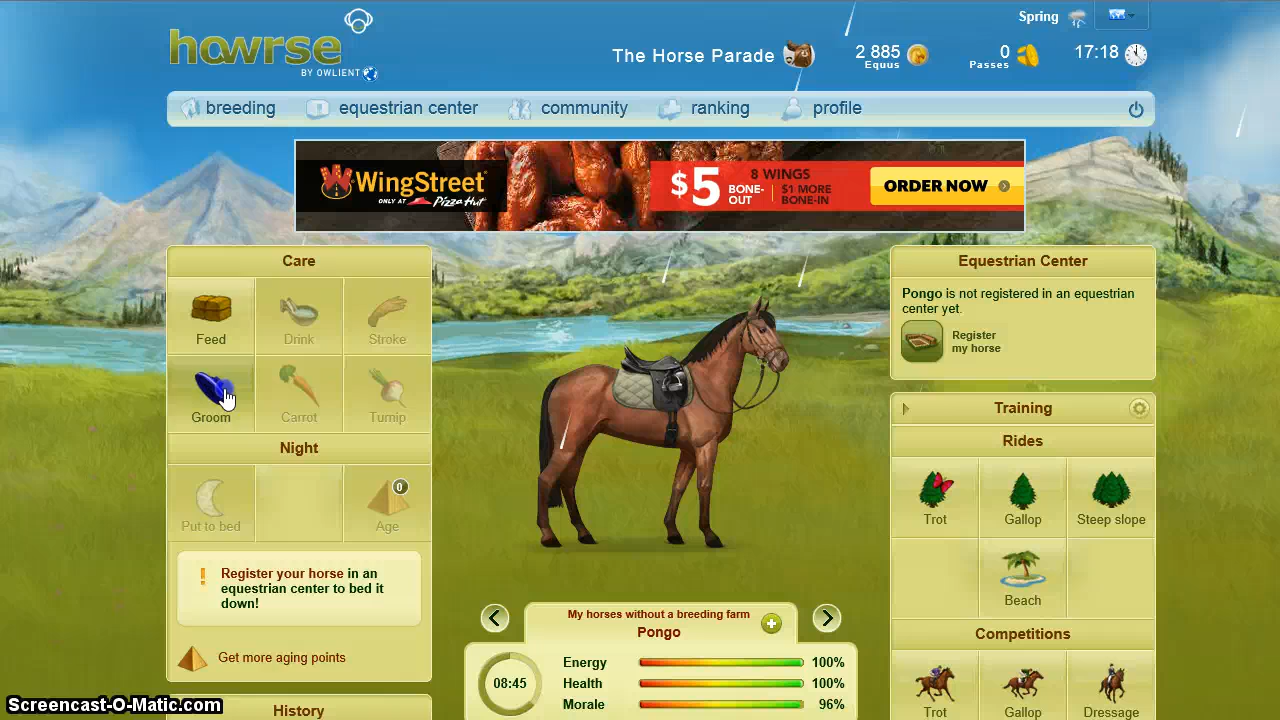 howrse
BY OWLIENT
Spring
The Horse Parade
2 885
Equus
0
Passes
17:18
breeding
equestrian center
community
ranking
profile
WingStreet
ONLY AT Pizza Hut
$5
8 WINGS
BONE-
OUT
$1 MORE
BONE-IN
ORDER NOW
Care
Feed
Drink
Stroke
Groom
Carrot
Turnip
Night
Put to bed
0
Age
! Register your horse in an
equestrian center to bed it
down!
Get more aging points
History
My horses without a breeding farm
Pongo
08:45
Energy 100%
Health 100%
Morale 96%
Equestrian Center
Pongo is not registered in an equestrian
center yet.
Register
my horse
Training
Rides
Trot
Gallop
Steep slope
Beach
Competitions
Trot
Gallop
Dressage
Screencast-O-Matic.com